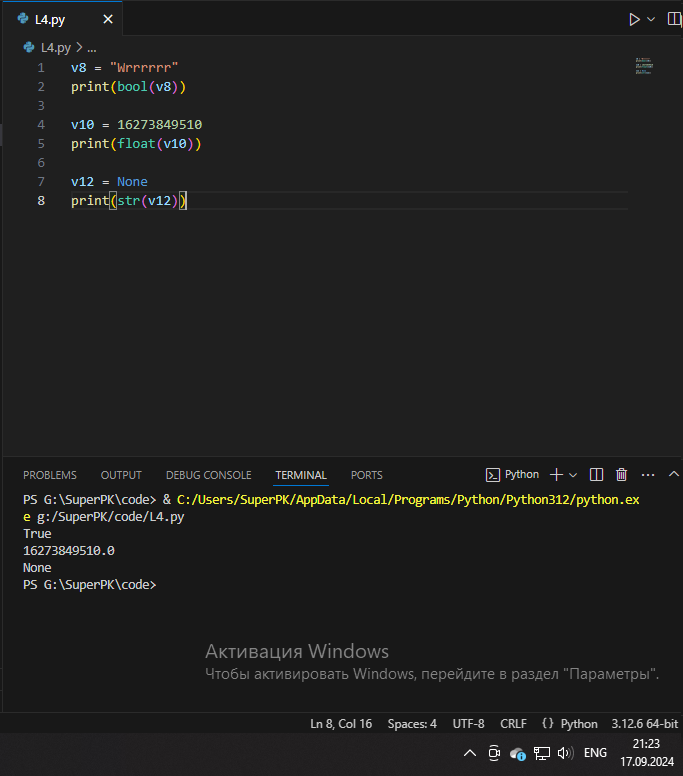 L4.py
L4.py > ...
1 v8 = "Wrrrrrr"
2 print(bool(v8))
3
4 v10 = 16273849510
5 print(float(v10))
6
7 v12 = None
8 print(str(v12))
PROBLEMS OUTPUT DEBUG CONSOLE TERMINAL PORTS Python
PS G:\SuperPK\code> & C:/Users/SuperPK/AppData/Local/Programs/Python/Python312/python.ex
e g:/SuperPK/code/L4.py
True
16273849510.0
None
PS G:\SuperPK\code>
Активация Windows
Чтобы активировать Windows, перейдите в раздел "Параметры".
Ln 8, Col 16 Spaces: 4 UTF-8 CRLF {} Python 3.12.6 64-bit
ENG
21:23
17.09.2024